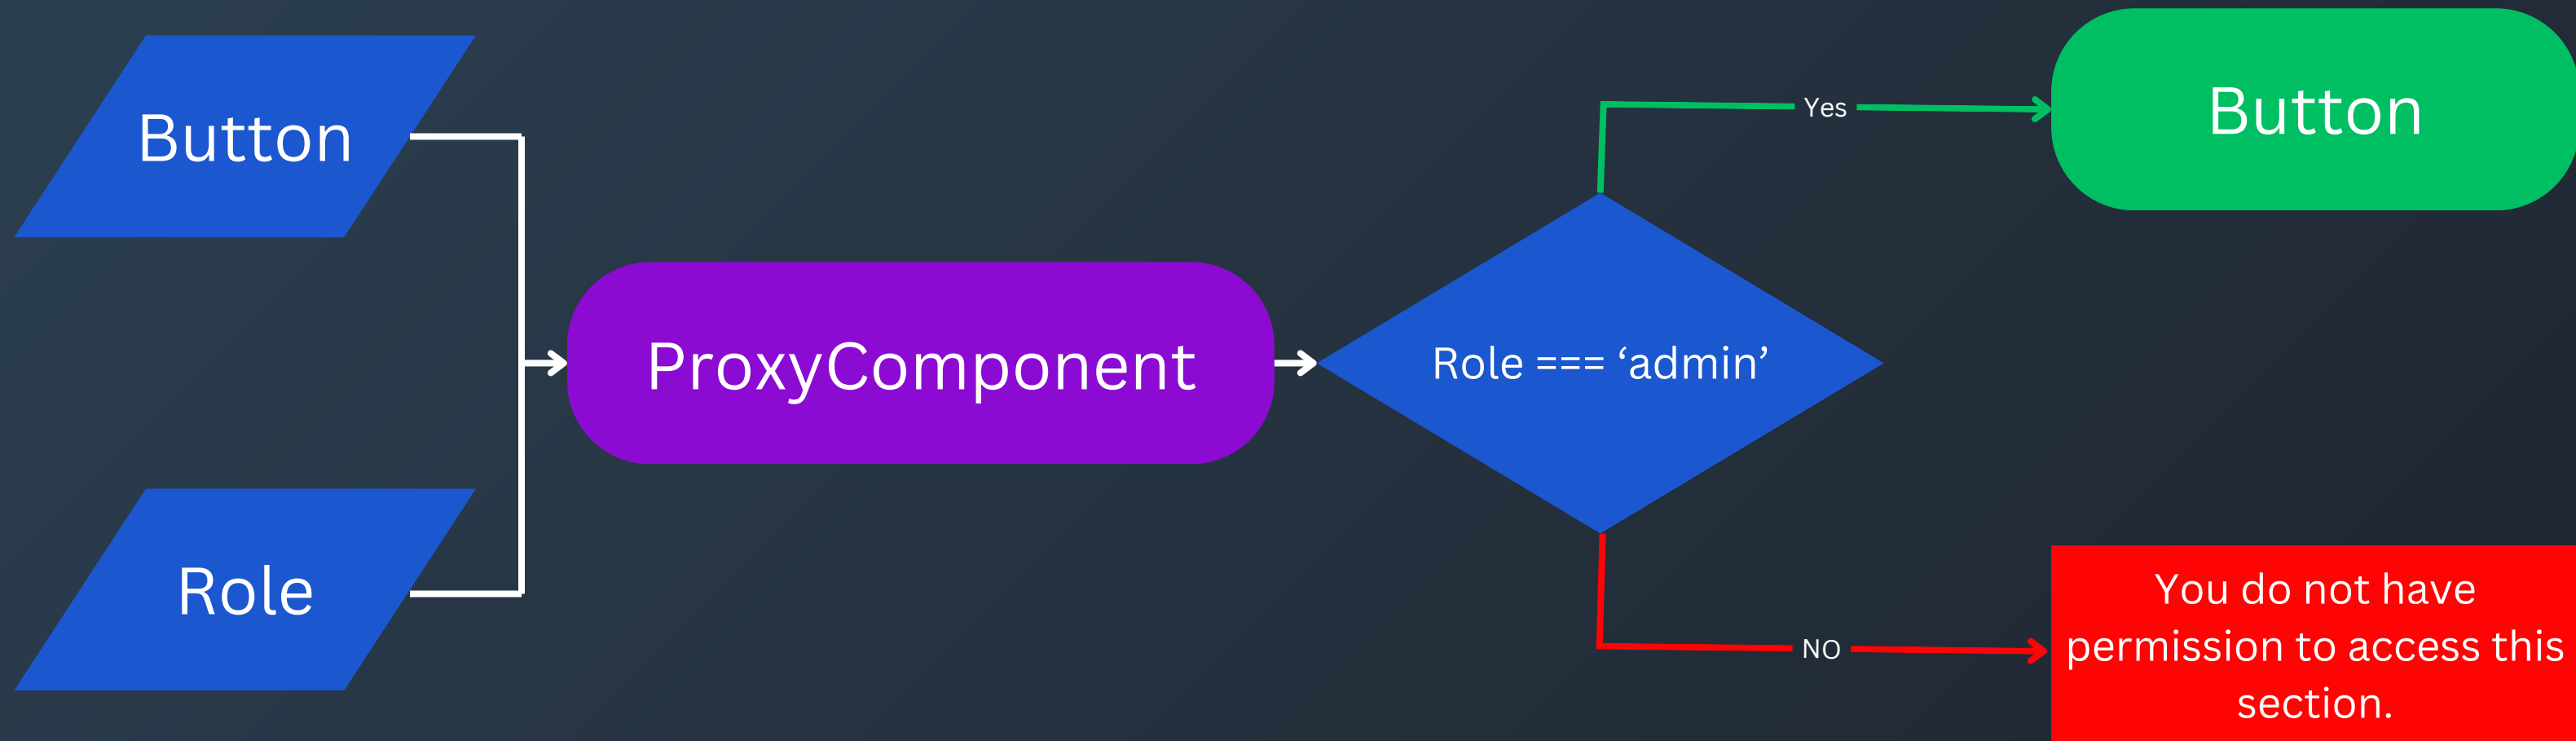 Button
Role
ProxyComponent
Role === ‘admin’
Yes
NO
Button
You do not have
permission to access this
section.